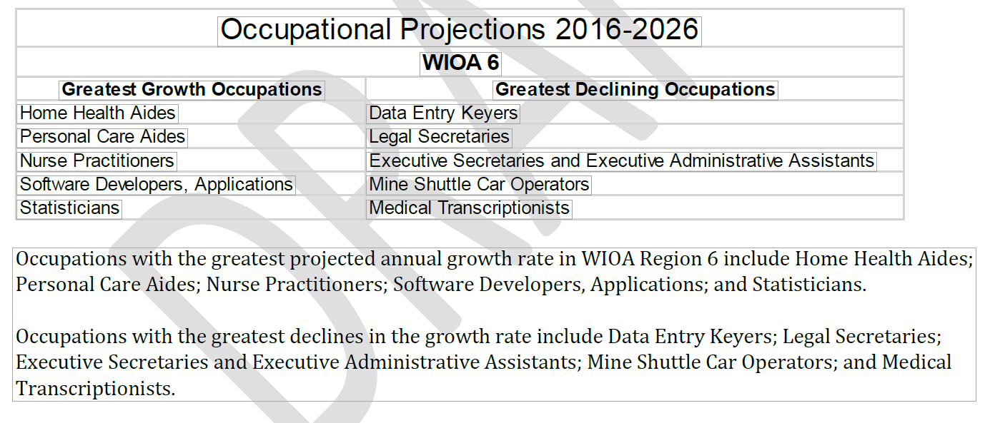 Occupational Projections 2016-2026
WIOA 6
Greatest Growth Occupations Greatest Declining Occupations
Home Health Aides Data Entry Keyers
Personal Care Aides Legal Secretaries
Nurse Practitioners Executive Secretaries and Executive Administrative Assistants
Software Developers, Applications Mine Shuttle Car Operators
Statisticians Medical Transcriptionists
Occupations with the greatest projected annual growth rate in WIOA Region 6 include Home Health Aides;
Personal Care Aides; Nurse Practitioners; Software Developers, Applications; and Statisticians.
Occupations with the greatest declines in the growth rate include Data Entry Keyers; Legal Secretaries;
Executive Secretaries and Executive Administrative Assistants; Mine Shuttle Car Operators; and Medical
Transcriptionists.
DRA